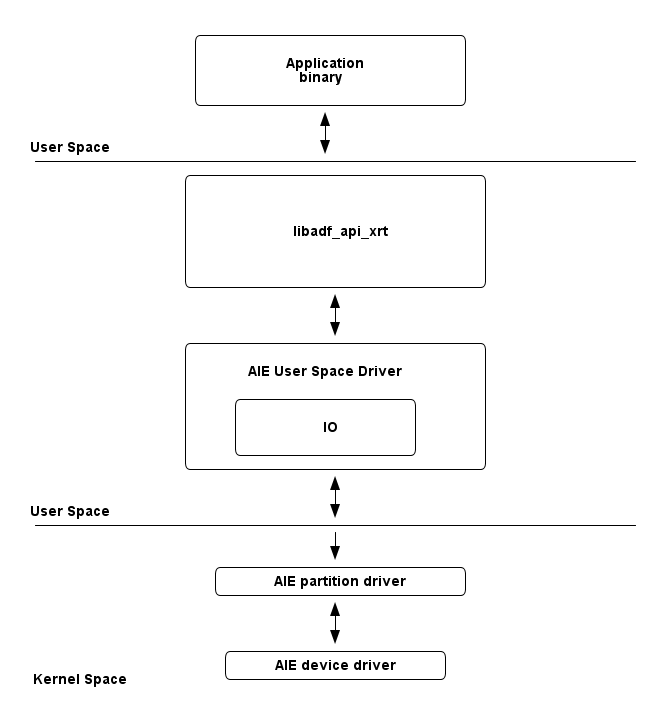 Application
binary
User Space
libadf_api_xrt
AIE User Space Driver
IO
User Space
AIE partition driver
AIE device driver
Kernel Space